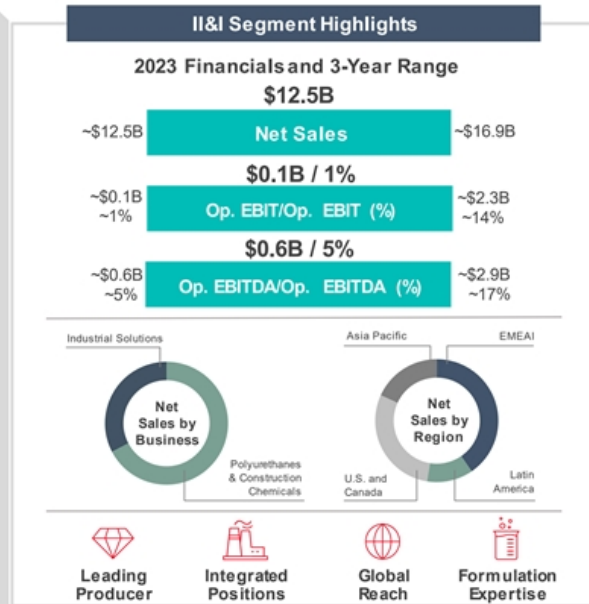 II&I Segment Highlights
2023 Financials and 3-Year Range
$12.5B
~$12.5B Net Sales ~$16.9B
$0.1B / 1%
~$0.1B ~$2.3B
~1% Op. EBIT/Op. EBIT (%) ~14%
$0.6B / 5%
~$0.6B ~$2.9B
~5% Op. EBITDA/Op. EBITDA (%) ~17%
Industrial Solutions
Net
Sales by
Business
Polyurethanes
& Construction
Chemicals
Asia Pacific
EMEAI
Net
Sales by
Region
U.S. and
Canada
Latin
America
Leading
Producer
Integrated
Positions
Global
Reach
Formulation
Expertise